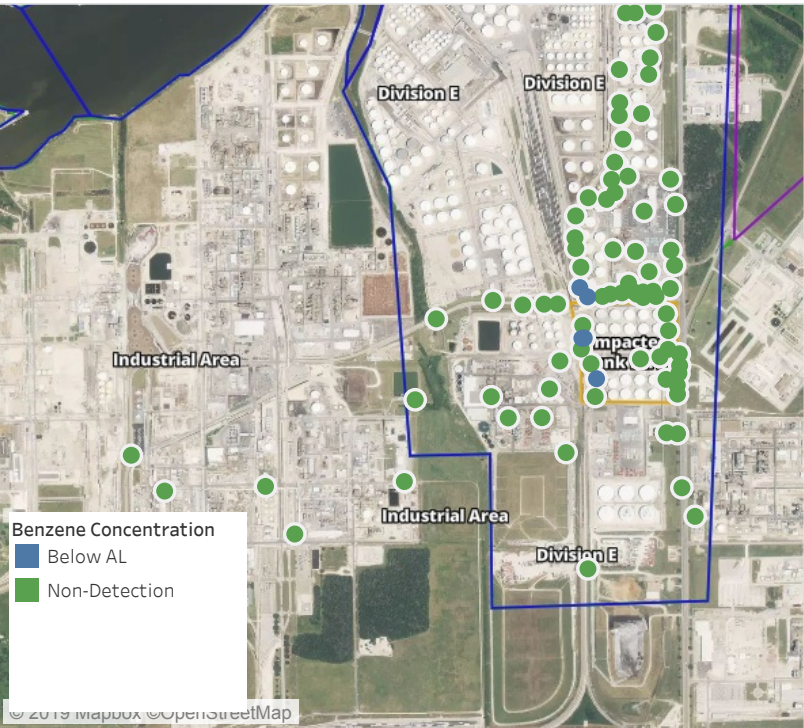 Division E
Division E
Industrial Area
Industrial Area
Division E
Benzene Concentration
Below AL
Non-Detection
© 2019 Mapbox ©OpenStreetMap